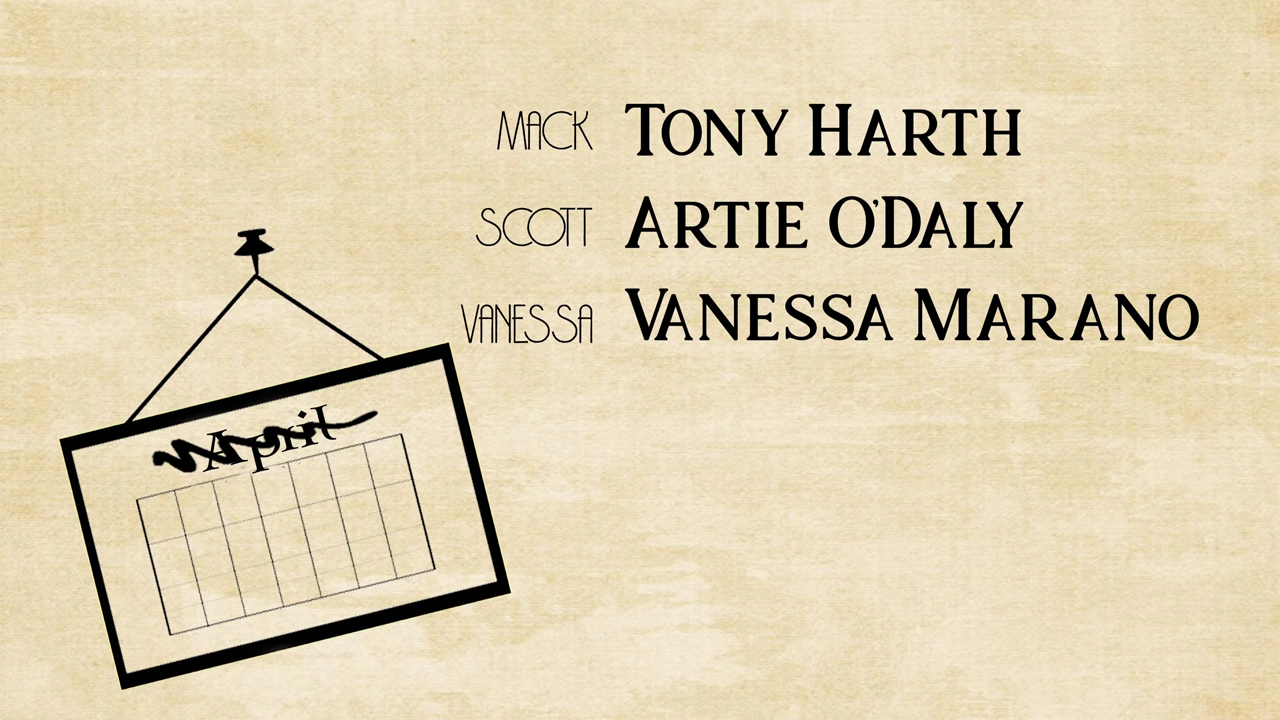 MACK TONY HARTH
SCOTT ARTIE O'DALY
VANESSA VANESSA MARANO
April